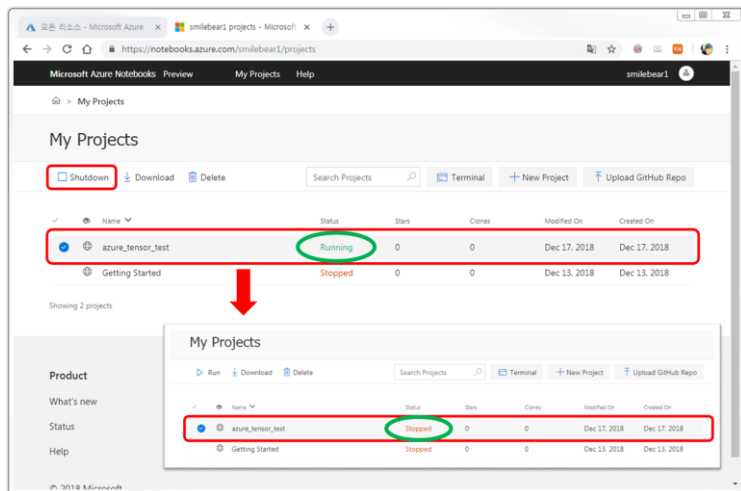 모든 리소스 - Microsoft Azure
smilebear1 projects - Microsoft
https://notebooks.azure.com/smilebear1/projects
Microsoft Azure Notebooks Preview My Projects Help smilebear1
> My Projects
My Projects
Shutdown Download Delete Search Projects Terminal New Project Upload GitHub Repo
Name Status Stars Clones Modified On Created On
azure_tensor_test Running 0 0 Dec 17, 2018 Dec 17, 2018
Getting Started Stopped 0 0 Dec 13, 2018 Dec 13, 2018
Showing 2 projects
My Projects
Run Download Delete Search Projects Terminal New Project Upload GitHub Repo
Name Status Stars Clones Modified On Created On
azure_tensor_test Stopped 0 0 Dec 17, 2018 Dec 17, 2018
Getting Started Stopped 0 0 Dec 13, 2018 Dec 13, 2018
Product
What's new
Status
Help
© 2018 Microsoft